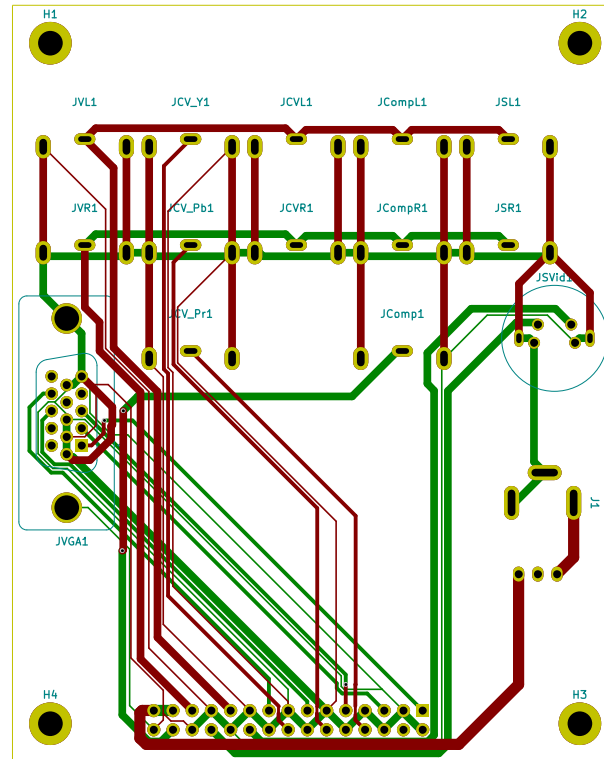 H1
H2
JVL1
JCV_Y1
JCVL1
JCompL1
JSL1
JVR1
JCV_Pb1
JCVR1
JCompR1
JSR1
JSVid1
JCV_Pr1
JComp1
J1
JVGA1
H4
H3